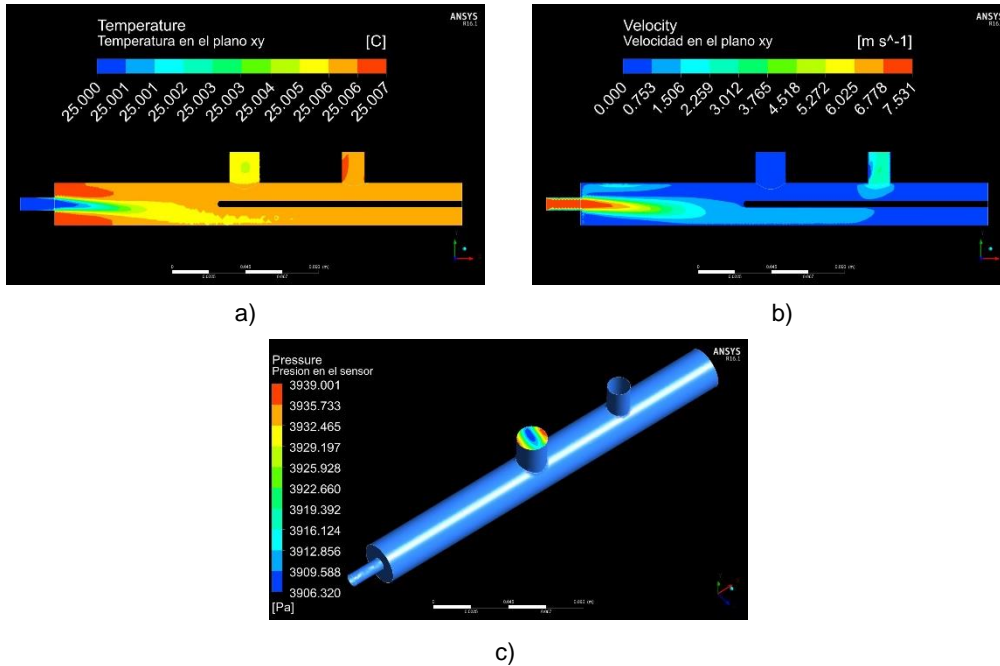 ANSYS
R16.1
Temperature
Temperatura en el plano xy
[C]
25.000
25.001
25.001
25.002
25.003
25.003
25.004
25.005
25.006
25.006
25.007
a)
ANSYS
R16.1
Velocity
Velocidad en el plano xy
[m s^-1]
0.000
0.753
1.506
2.259
3.012
3.765
4.518
5.272
6.025
6.778
7.531
b)
ANSYS
R16.1
Pressure
Presion en el sensor
3939.001
3935.733
3932.465
3929.197
3925.928
3922.660
3919.392
3916.124
3912.856
3909.588
3906.320
[Pa]
c)